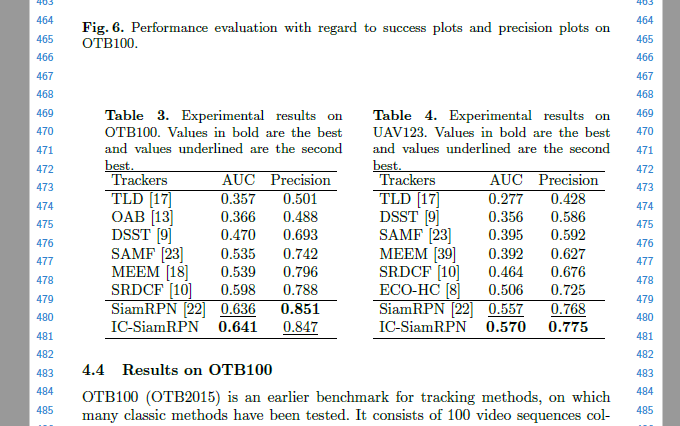 463 463
464 Fig. 6. Performance evaluation with regard to success plots and precision plots on 464
465 OTB100. 465
466 466
467 467
468 468
469 Table 3. Experimental results on Table 4. Experimental results on 469
470 OTB100. Values in bold are the best UAV123. Values in bold are the best 470
471 and values underlined are the second and values underlined are the second 471
472 best. best. 472
473 Trackers AUC Precision Trackers AUC Precision 473
474 TLD [17] 0.357 0.501 TLD [17] 0.277 0.428 474
475 OAB [13] 0.366 0.488 DSST [9] 0.356 0.586 475
476 DSST [9] 0.470 0.693 SAMF [23] 0.395 0.592 476
477 SAMF [23] 0.535 0.742 MEEM [39] 0.392 0.627 477
478 MEEM [18] 0.539 0.796 SRDCF [10] 0.464 0.676 478
479 SRDCF [10] 0.598 0.788 ECO-HC [8] 0.506 0.725 479
480 SiamRPN [22] 0.636 0.851 SiamRPN [22] 0.557 0.768 480
481 IC-SiamRPN 0.641 0.847 IC-SiamRPN 0.570 0.775 481
482 482
483 4.4 Results on OTB100 483
484 OTB100 (OTB2015) is an earlier benchmark for tracking methods, on which 484
485 many classic methods have been tested. It consists of 100 video sequences col- 485